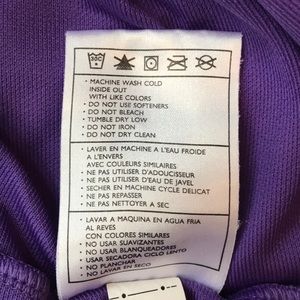 30C
• MACHINE WASH COLD
INSIDE OUT
WITH LIKE COLORS
• DO NOT USE SOFTENERS
• DO NOT BLEACH
• TUMBLE DRY LOW
• DO NOT IRON
• DO NOT DRY CLEAN
• LAVER EN MACHINE A L'EAU FROIDE
A L'ENVERS
AVEC COULEURS SIMILAIRES
• NE PAS UTILISER D'ADOUCISSEUR
• NE PAS UTILISER D'EAU DE JAVEL
• SECHER EN MACHINE CYCLE DELICAT
• NE PAS REPASSER
• NE PAS NETTOYER A SEC
• LAVAR A MAQUINA EN AGUA FRIA
AL REVES
CON COLORES SIMILARES
• NO USAR SUAVIZANTES
• NO USAR BLANQUEADORES
• USAR SECADORA CICLO LENTO
• NO PLANCHAR
• NO LAVAR EN SECO